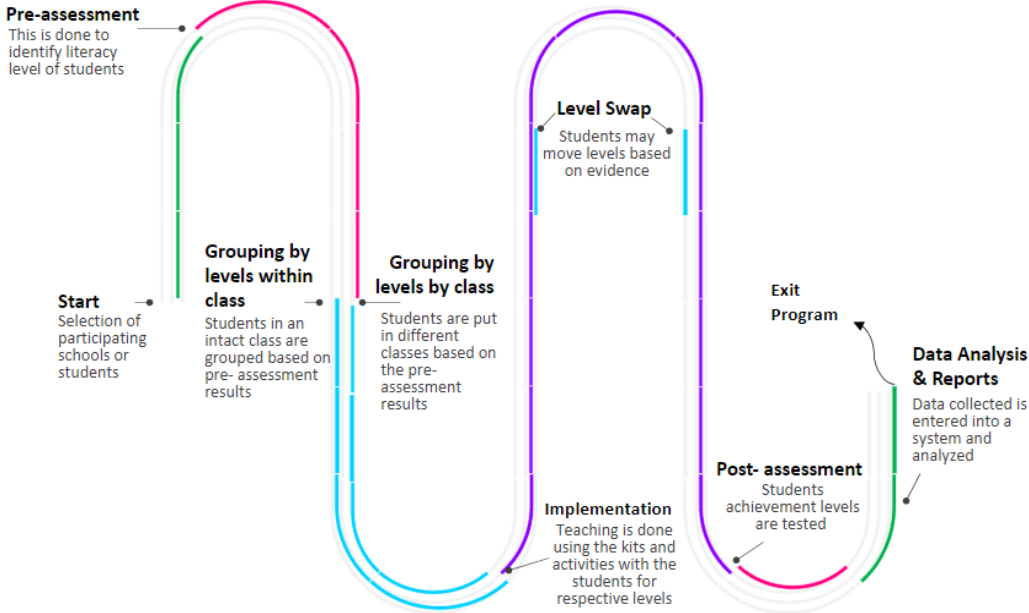 Pre-assessment
This is done to
identify literacy
level of students
Start
Selection of
participating
schools or
students
Grouping by
levels within
class
Students in an
intact class are
grouped based on
pre- assessment
results
Grouping by
levels by class
Students are put
in different
classes based on
the pre-
assessment
results
Implementation
Teaching is done
using the kits and
activities with the
students for
respective levels
Level Swap
Students may
move levels based
on evidence
Post- assessment
Students
achievement levels
are tested
Data Analysis
& Reports
Data collected is
entered into a
system and
analyzed
Exit
Program